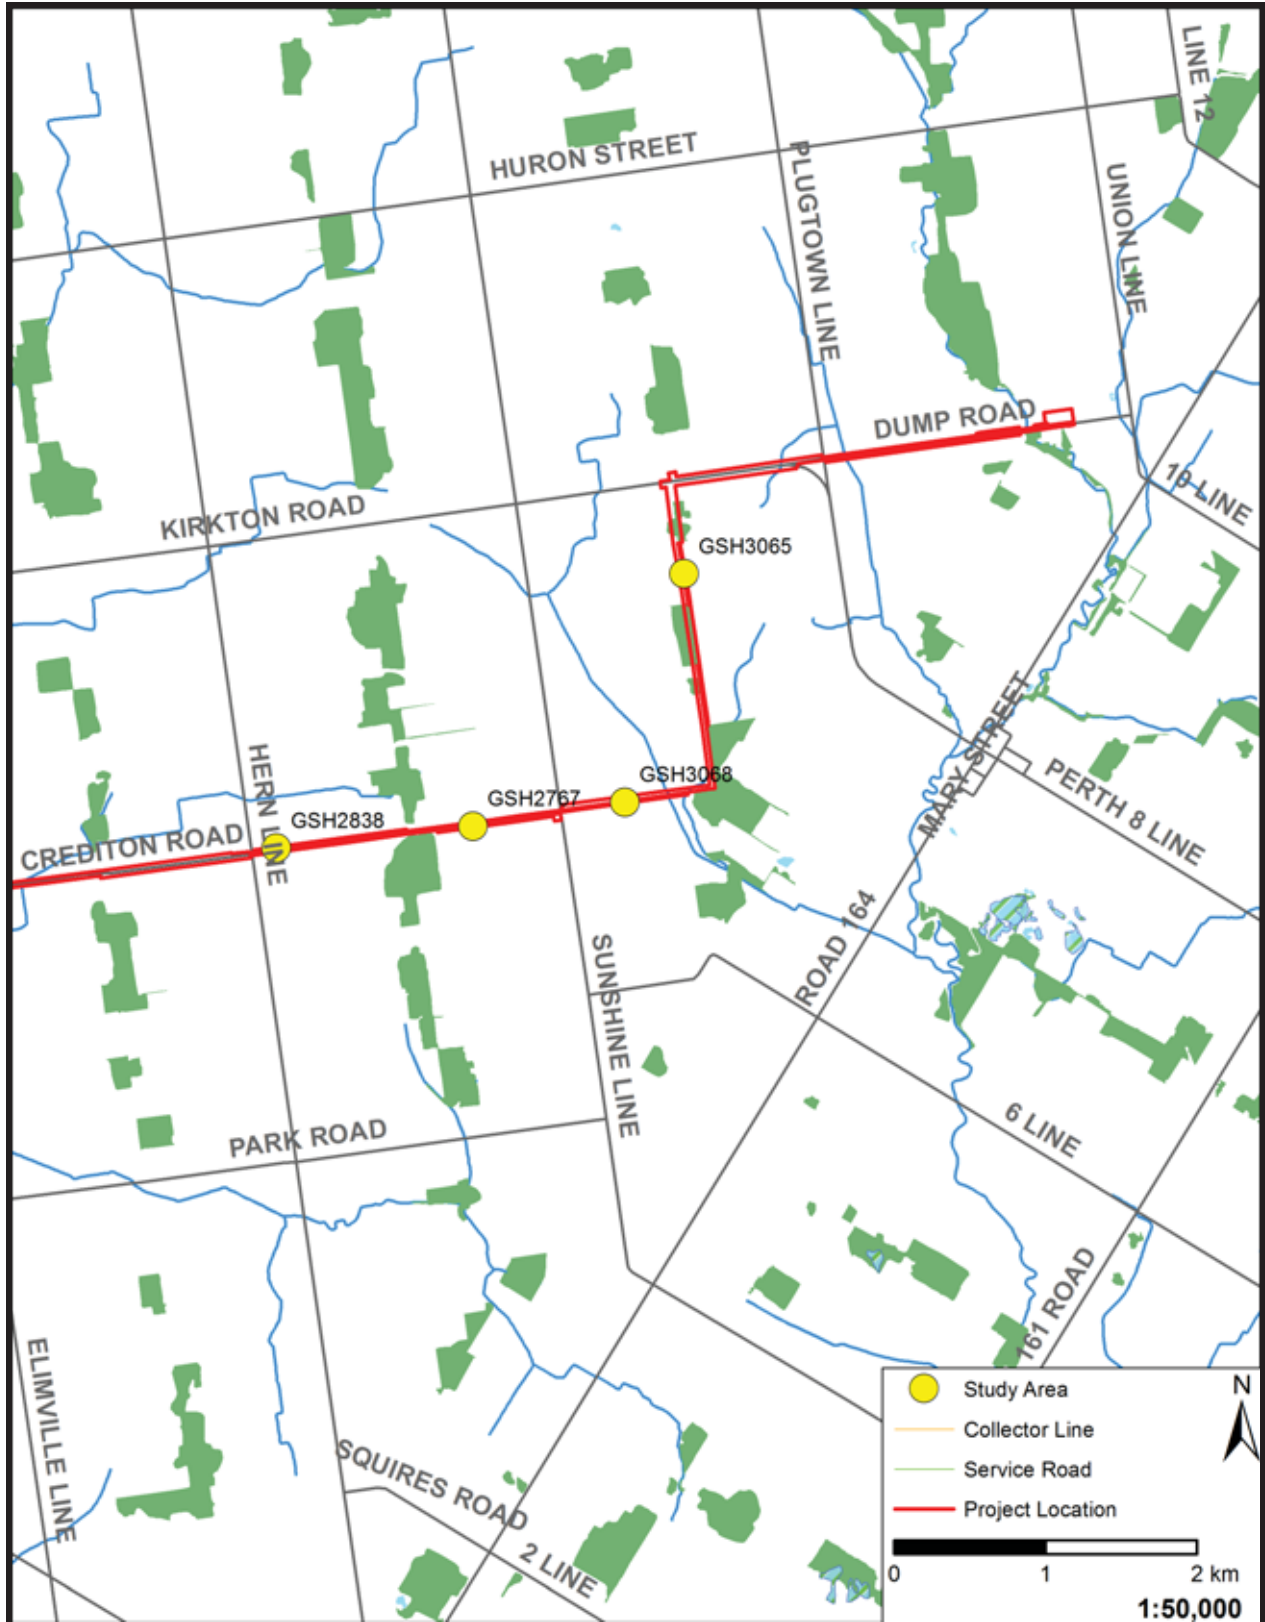 LINE 12
HURON STREET
PLUGTOWN LINE
UNION LINE
DUMP ROAD
10 LINE
KIRKTON ROAD
GSH3065
MARY STREET
HERN LINE
GSH3068
GSH2767
GSH2838
PERTH 8 LINE
CREDITON ROAD
ROAD 164
SUNSHINE LINE
6 LINE
PARK ROAD
161 ROAD
ELIMVILLE LINE
SQUIRES ROAD
2 LINE
N
Study Area
Collector Line
Service Road
Project Location
0 1 2 km
1:50,000